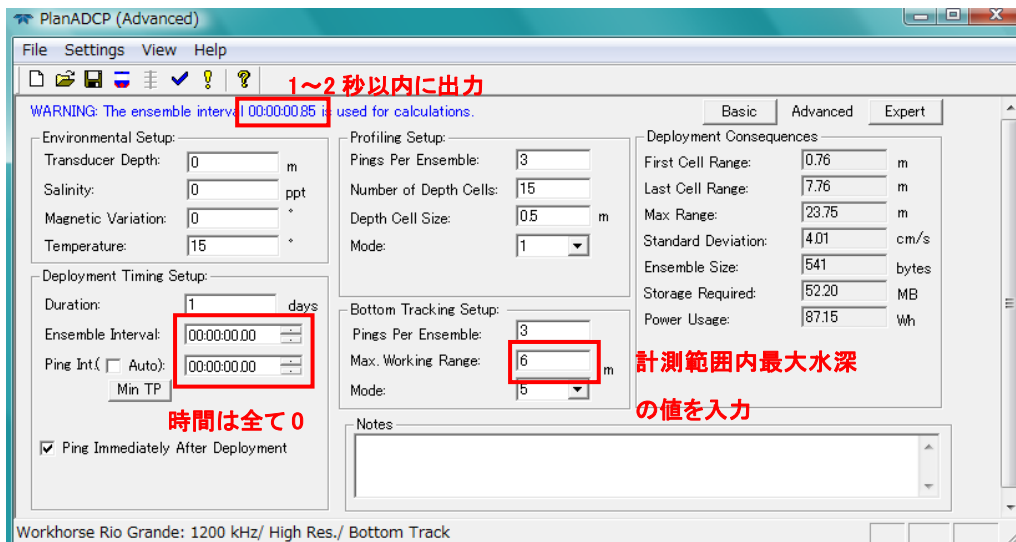 PlanADCP (Advanced)
File Settings View Help
1～2 秒以内に出力
WARNING: The ensemble interval 00:00:00.85 is used for calculations.
Basic Advanced Expert
Environmental Setup:
Transducer Depth: 0 m
Salinity: 0 ppt
Magnetic Variation: 0 °
Temperature: 15 °
Profiling Setup:
Pings Per Ensemble: 3
Number of Depth Cells: 15
Depth Cell Size: 0.5 m
Mode: 1
Deployment Consequences
First Cell Range: 0.76 m
Last Cell Range: 7.76 m
Max Range: 23.75 m
Standard Deviation: 4.01 cm/s
Ensemble Size: 541 bytes
Storage Required: 52.20 MB
Power Usage: 87.15 Wh
Deployment Timing Setup:
Duration: 1 days
Ensemble Interval: 00:00:00.00
Ping Int.( Auto): 00:00:00.00
Min TP
時間は全て 0
Ping Immediately After Deployment
Bottom Tracking Setup:
Pings Per Ensemble: 3
Max. Working Range: 6 m
Mode: 5
計測範囲内最大水深
の値を入力
Notes
Workhorse Rio Grande: 1200 kHz/ High Res./ Bottom Track